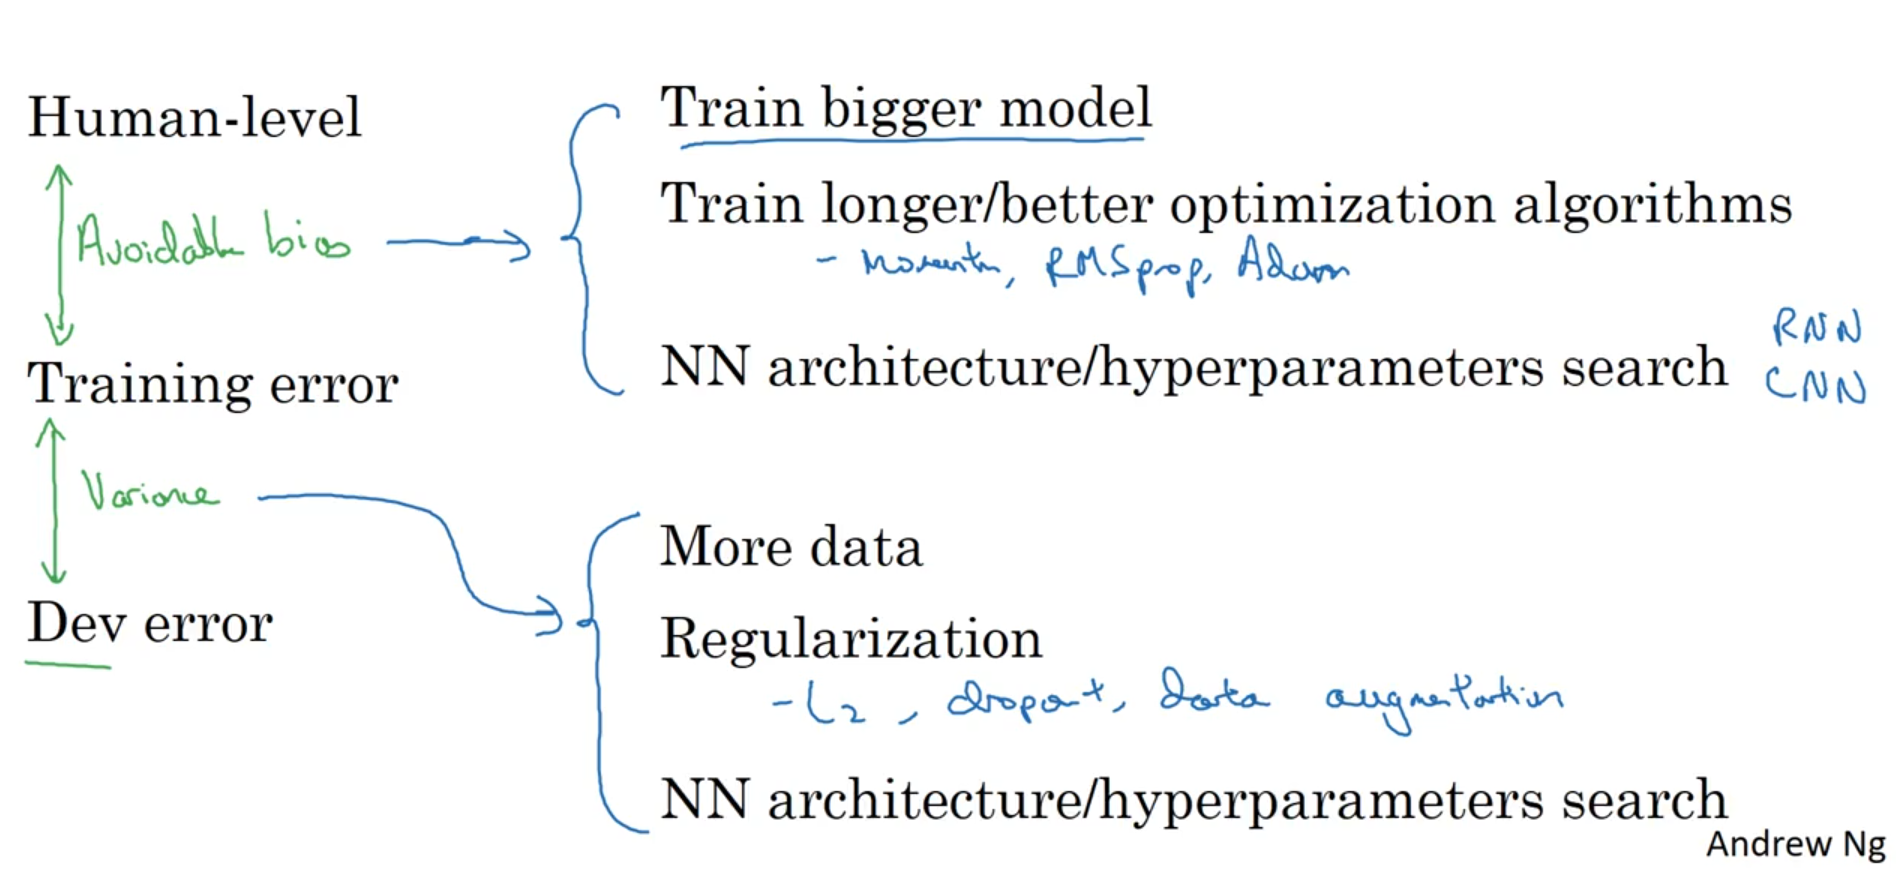 Human-level
Avoidable bias
Training error
Variance
Dev error
Train bigger model
Train longer/better optimization algorithms
- Momentum, RMSprop, Adam
NN architecture/hyperparameters search
RNN
CNN
More data
Regularization
- L2, dropout, data augmentation
NN architecture/hyperparameters search
Andrew Ng